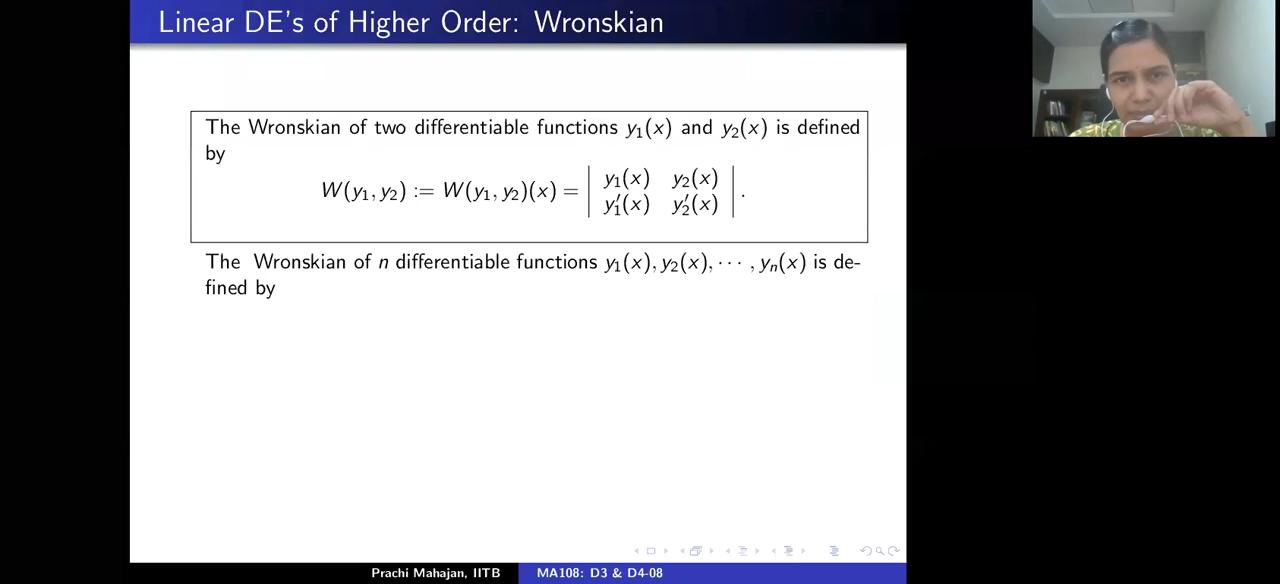 Linear DE's of Higher Order: Wronskian
The Wronskian of two differentiable functions y₁(x) and y₂(x) is defined
by
W(y₁, y₂) := W(y₁, y₂)(x) = | y₁(x) y₂(x) |
| y₁′(x) y₂′(x) | .
The Wronskian of n differentiable functions y₁(x), y₂(x), ⋯ , yₙ(x) is de-
fined by
Prachi Mahajan, IITB MA108: D3 & D4-08